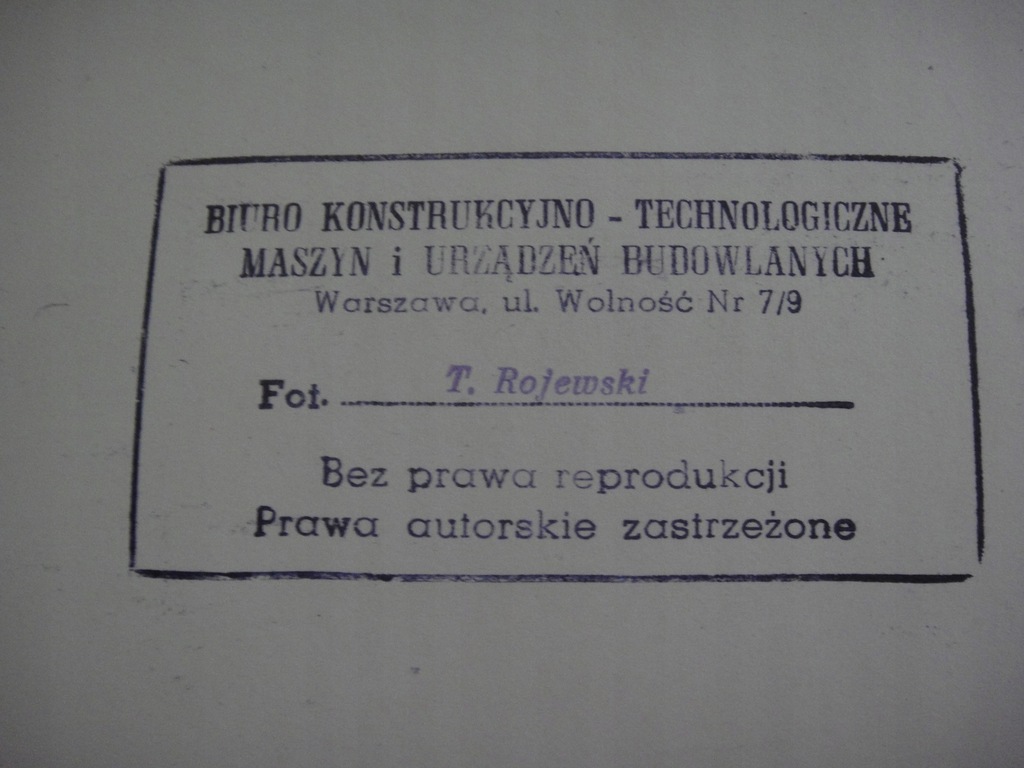 BIURO KONSTRUKCYJNO - TECHNOLOGICZNE
MASZYN i URZĄDZEŃ BUDOWLANYCH
Warszawa, ul. Wolność Nr 7/9
Fot. T. Rojewski
Bez prawa reprodukcji
Prawa autorskie zastrzeżone